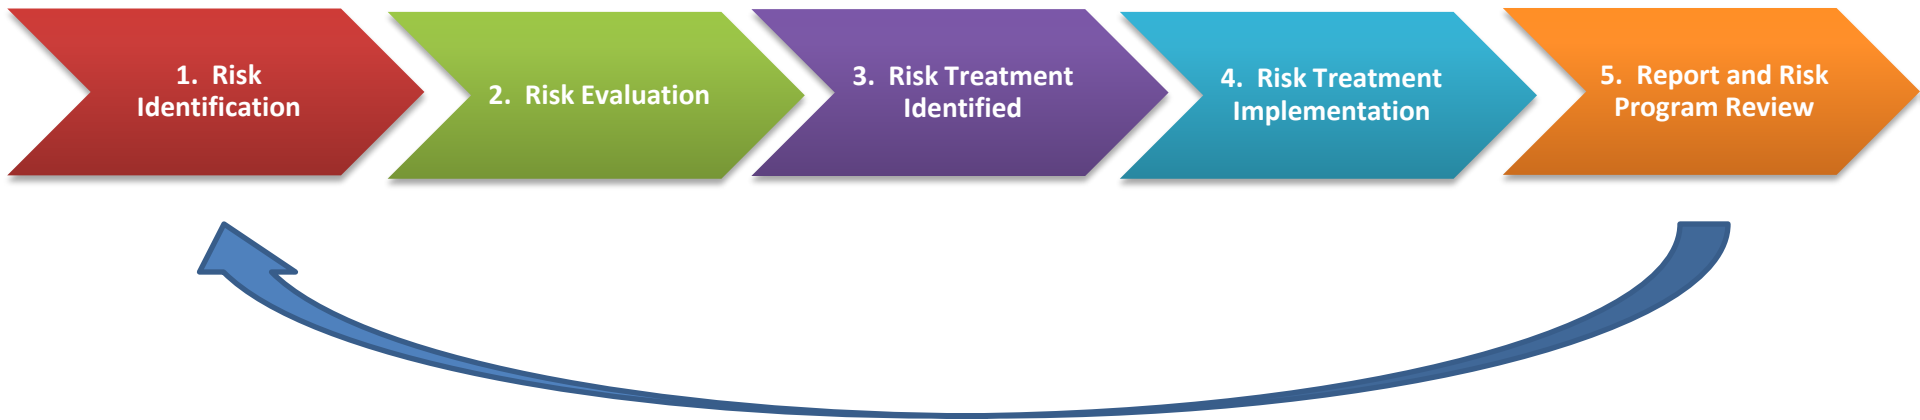 1. Risk
Identification
2. Risk Evaluation
3. Risk Treatment
Identified
4. Risk Treatment
Implementation
5. Report and Risk
Program Review